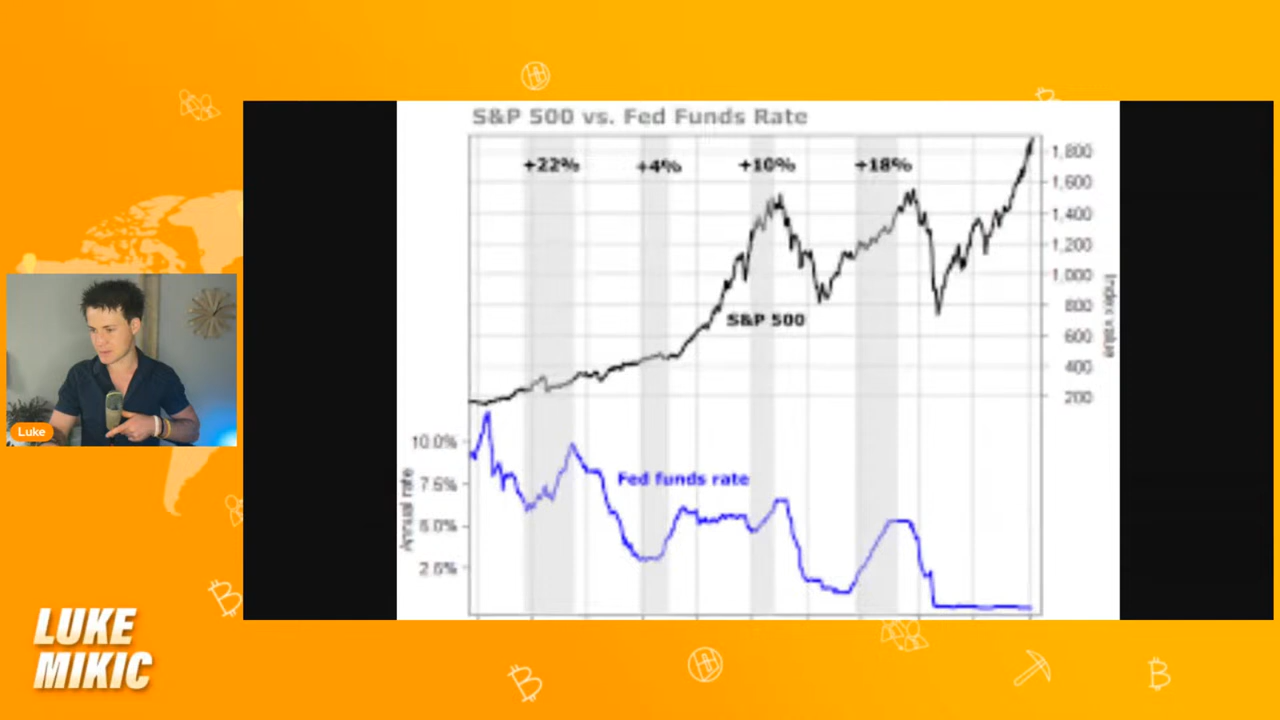 S&P 500 vs. Fed Funds Rate
+22%
+4%
+10%
+18%
1,800
1,600
1,400
1,200
1,000
800
600
400
200
Index value
S&P 500
10.0%
7.5%
5.0%
2.5%
Annual rate
Fed funds rate
Luke
LUKE
MIKIC